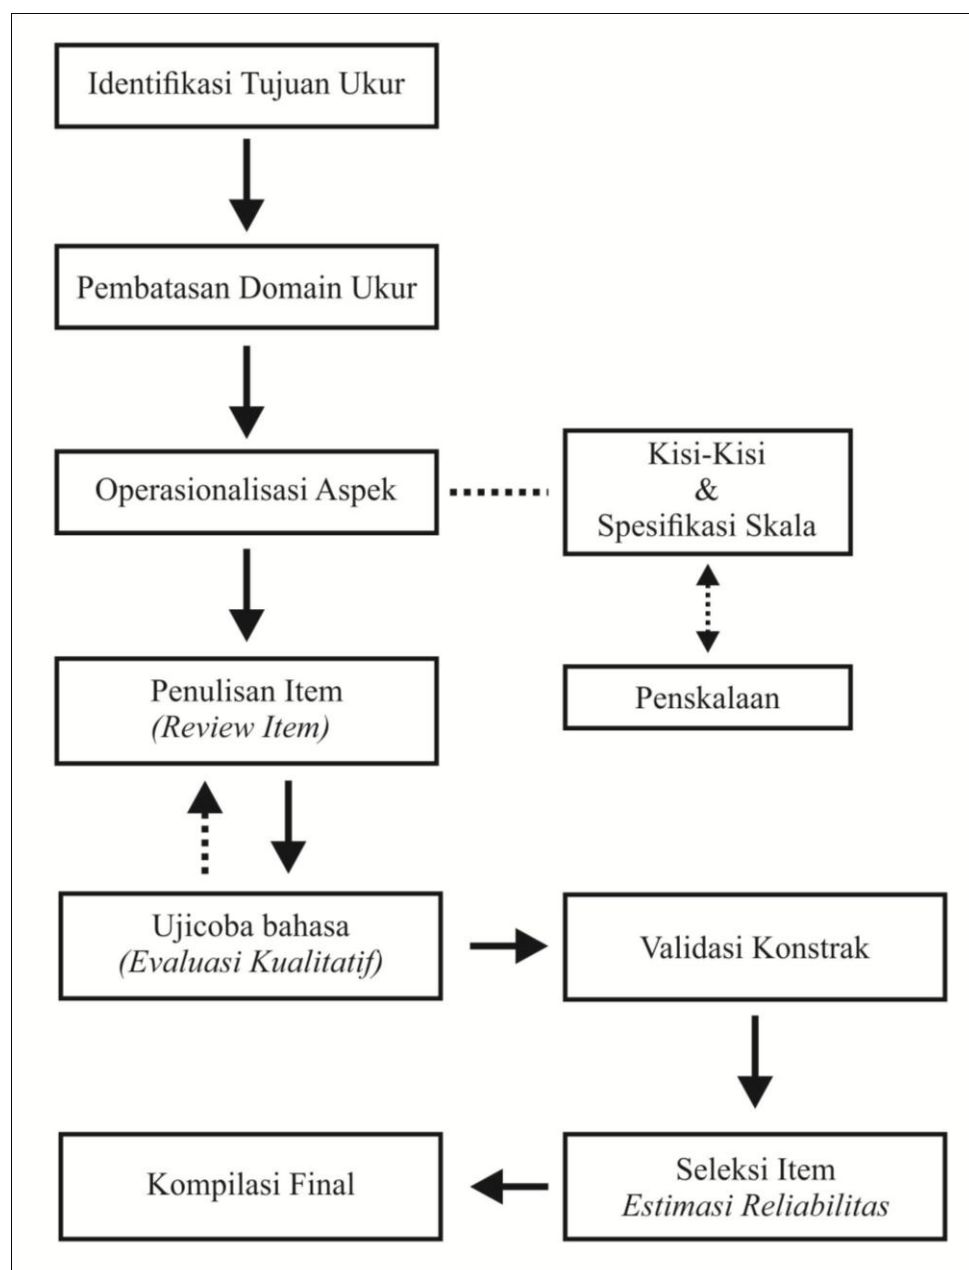 Identifikasi Tujuan Ukur
Pembatasan Domain Ukur
Operasionalisasi Aspek
Kisi-Kisi
&
Spesifikasi Skala
Penskalaan
Penulisan Item
(Review Item)
Ujicoba bahasa
(Evaluasi Kualitatif)
Validasi Konstrak
Seleksi Item
Estimasi Reliabilitas
Kompilasi Final